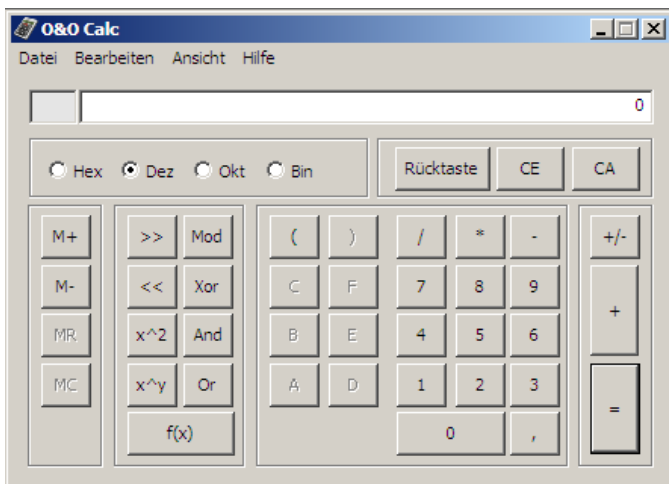 O&O Calc
Datei Bearbeiten Ansicht Hilfe
0
Hex Dez Okt Bin Rücktaste CE CA
M+ >> Mod ( ) / * - +/-
M- << Xor C F 7 8 9 +
MR x^2 And B E 4 5 6
MC x^y Or A D 1 2 3 =
f(x) 0 ,